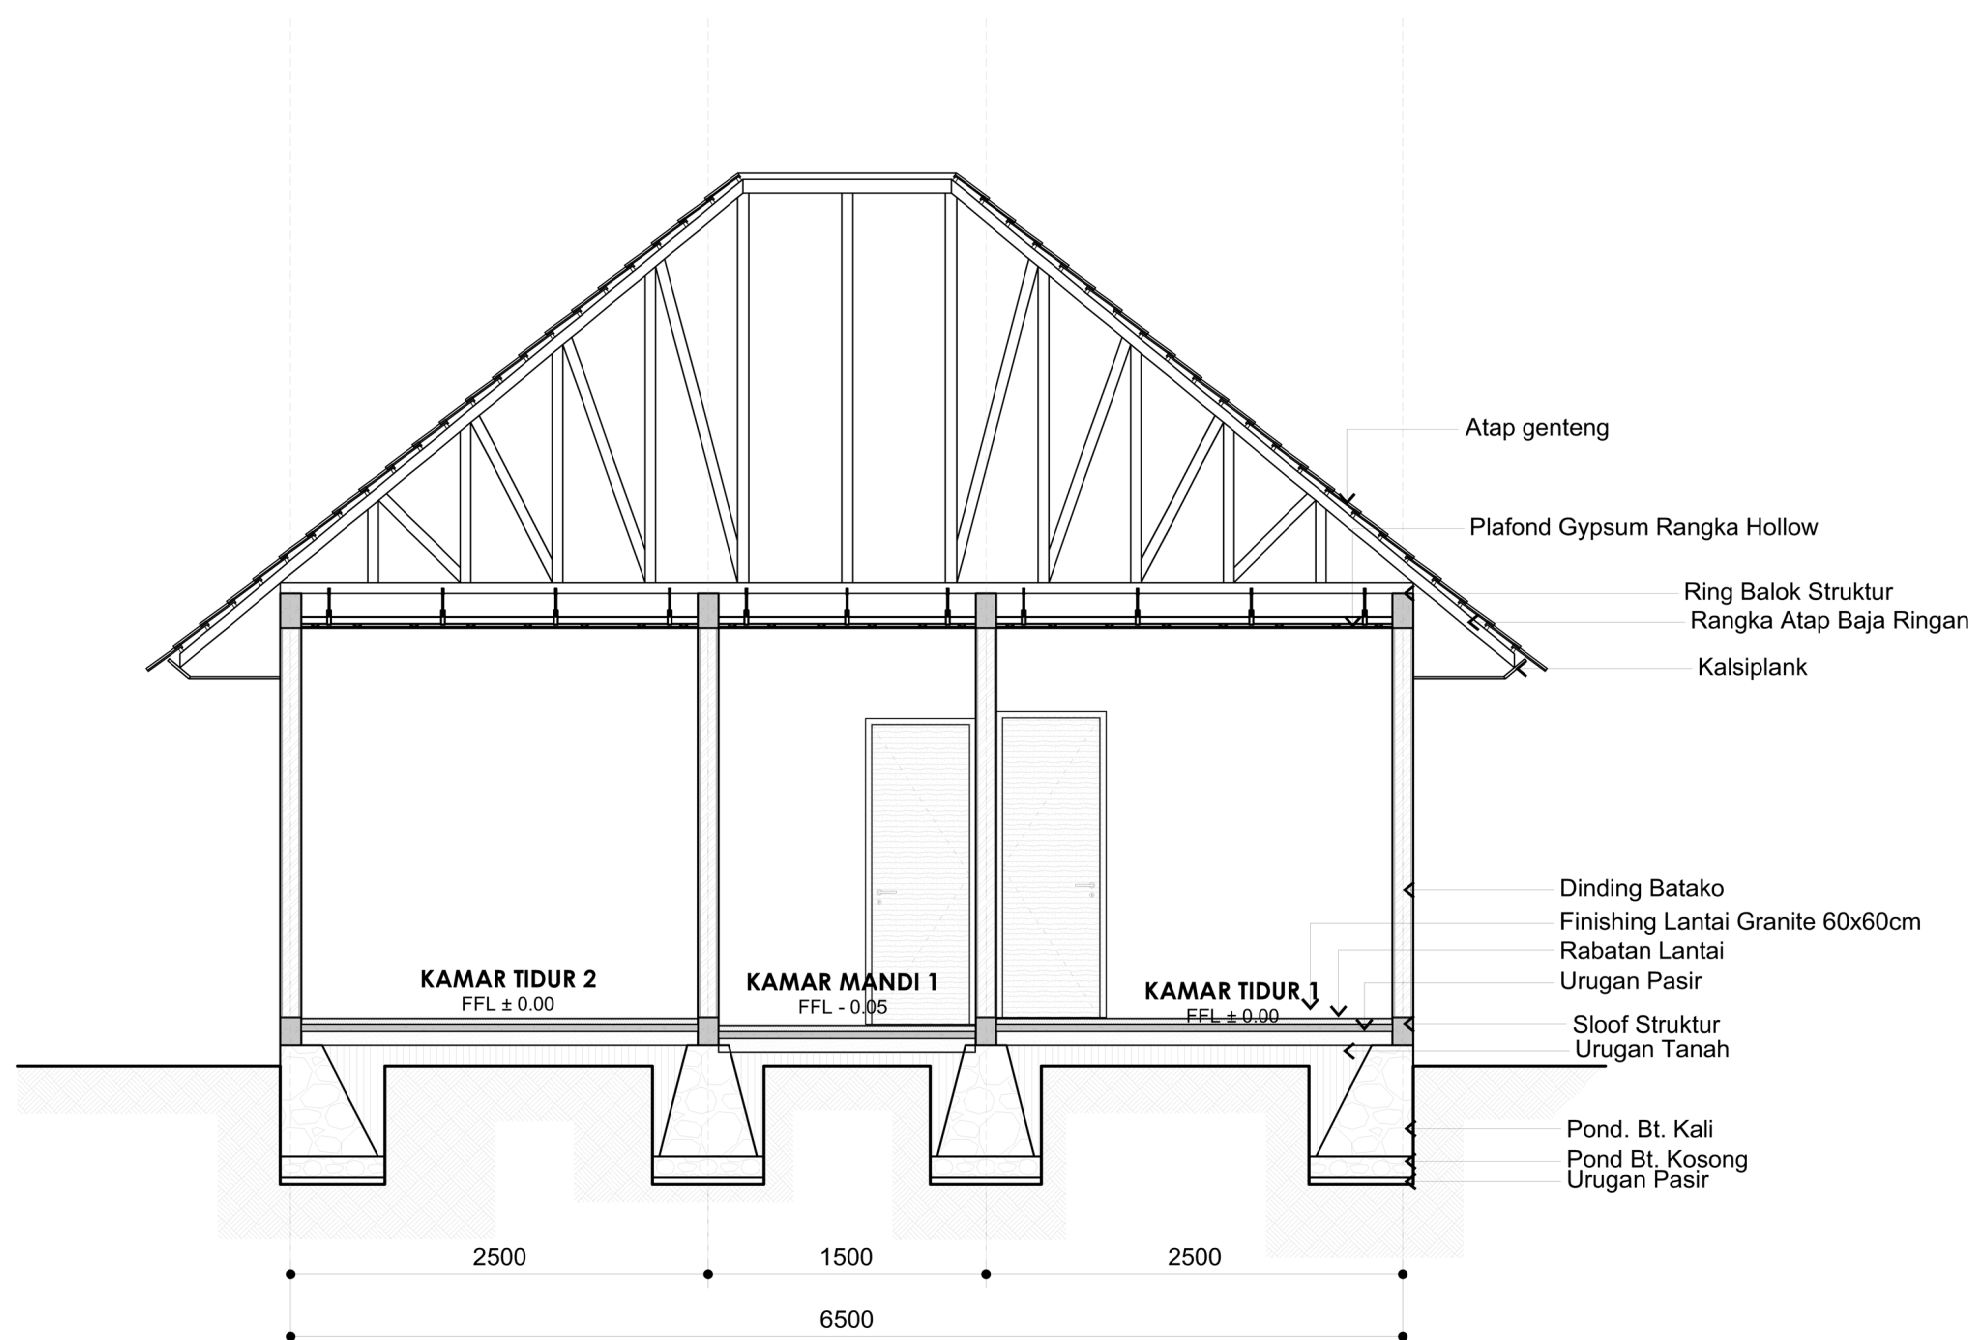 Atap genteng
Plafond Gypsum Rangka Hollow
Ring Balok Struktur
Rangka Atap Baja Ringan
Kalsiplank
Dinding Batako
Finishing Lantai Granite 60x60cm
Rabatan Lantai
Urugan Pasir
KAMAR TIDUR 2
FFL ± 0.00
KAMAR MANDI 1
FFL - 0.05
KAMAR TIDUR 1
FFL ± 0.00
Sloof Struktur
Urugan Tanah
Pond. Bt. Kali
Pond Bt. Kosong
Urugan Pasir
2500
1500
2500
6500